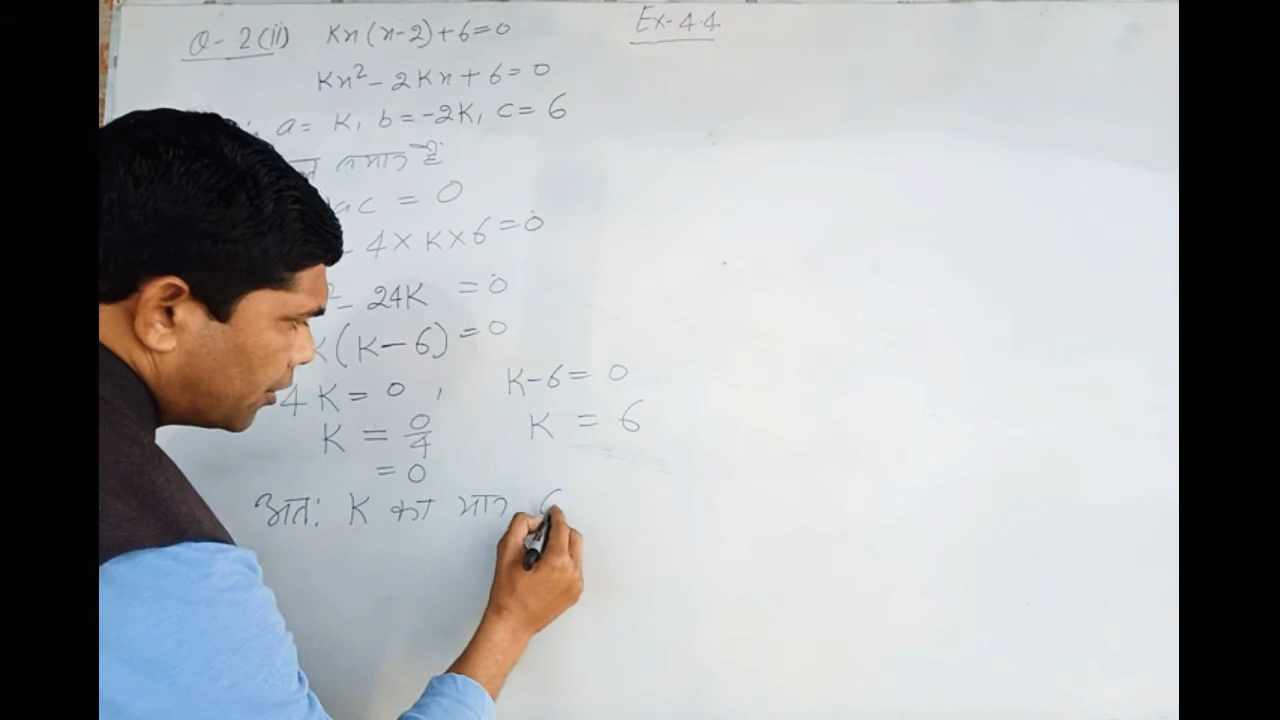 Q- 2(ii) Kx(x-2)+6=0
Ex-4.4
Kx²-2Kx+6=0
a= K, b=-2K, c=6
समान हैं
ac = 0
- 4×K×6=0
²- 24K =0
(K-6)=0
4K=0, K-6=0
K = 0/4 K = 6
=0
अतः K का मान 6